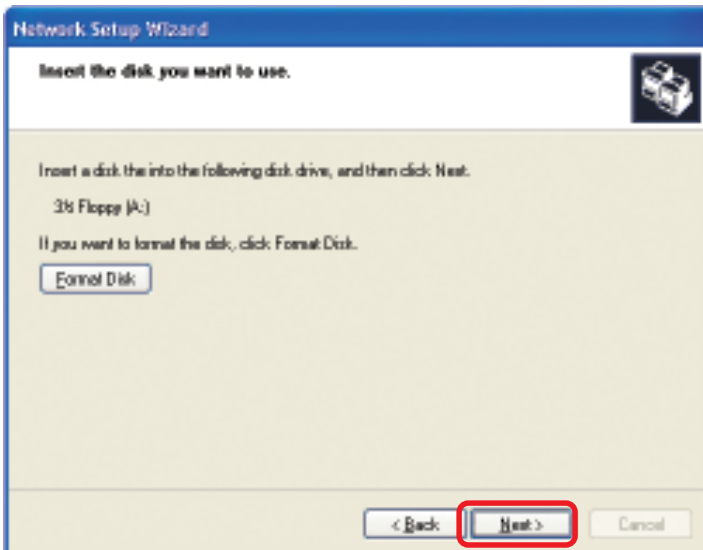 Network Setup Wizard
Insert the disk you want to use.
Insert a disk the into the following disk drive, and then click Next.
3½ Floppy (A:)
If you want to format the disk, click Format Disk.
Format Disk
< Back
Next >
Cancel